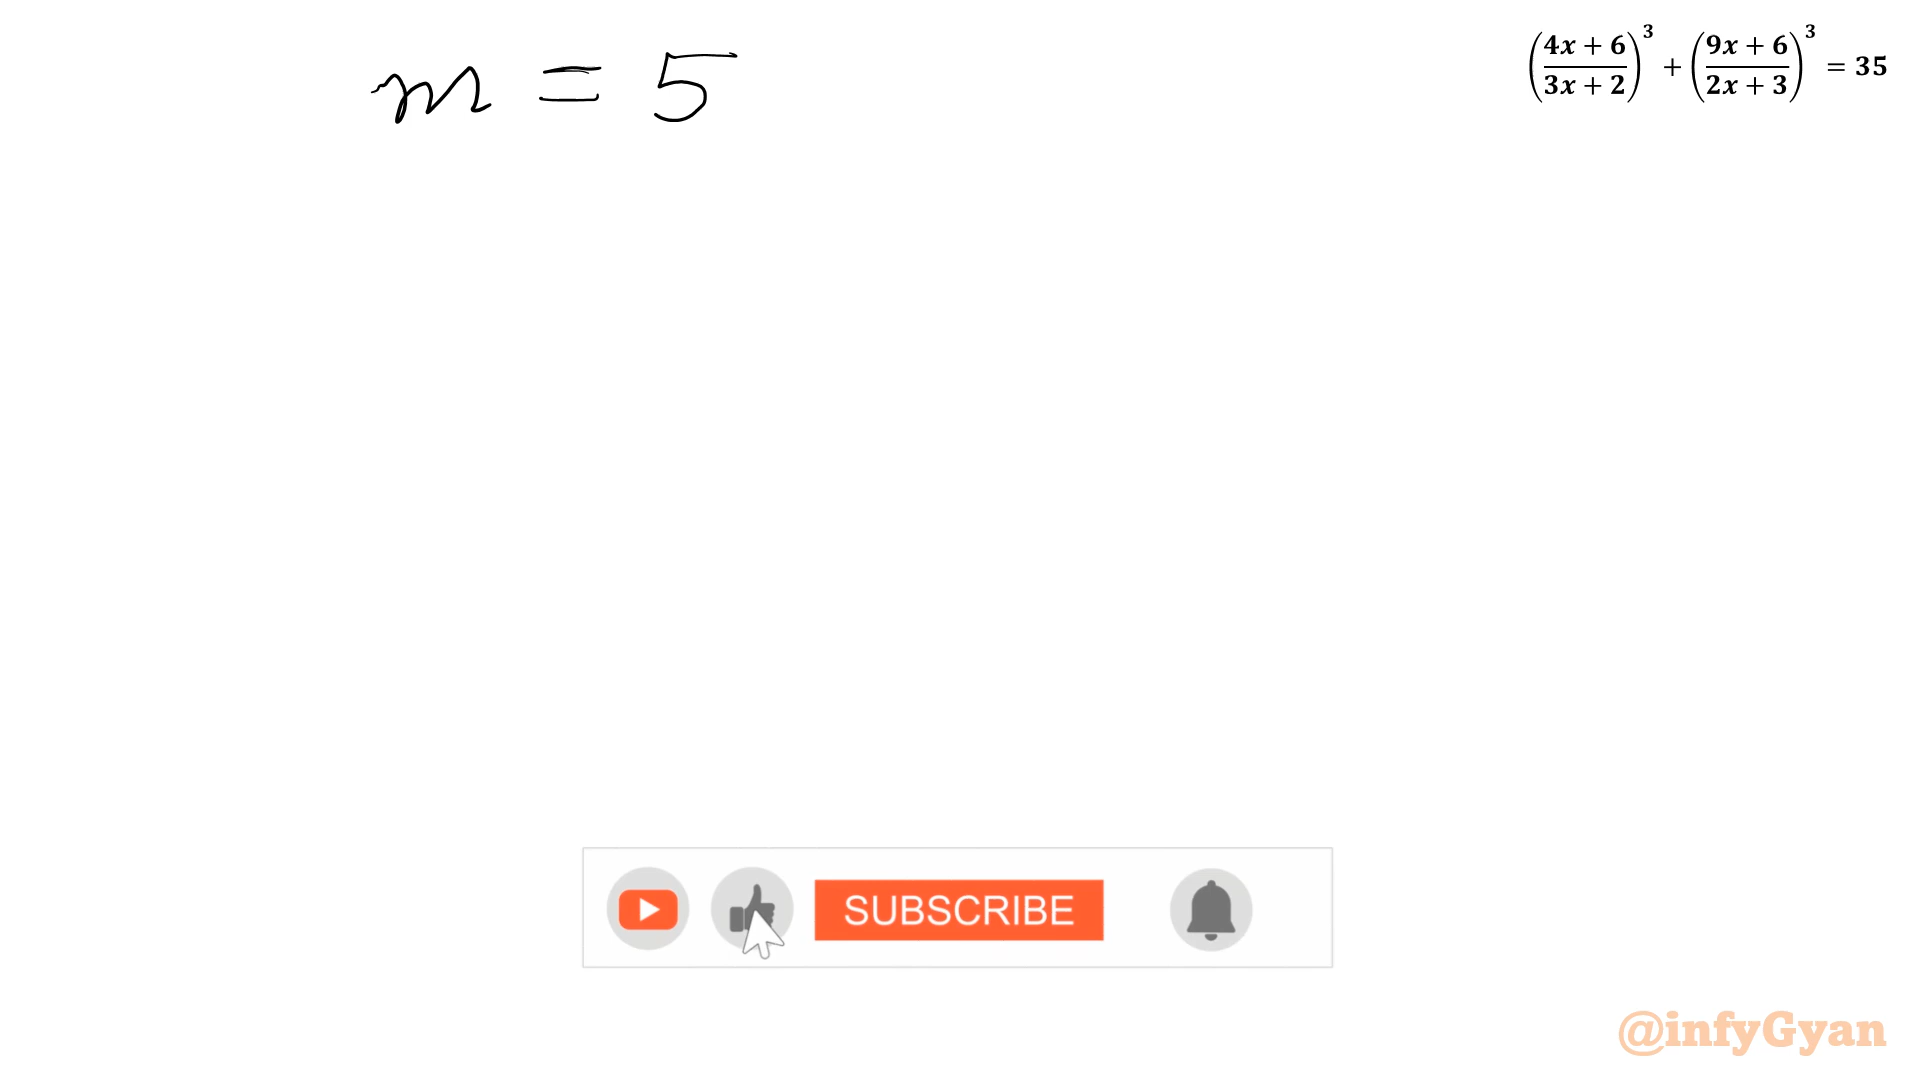 m = 5
(4x + 6 / 3x + 2)³ + (9x + 6 / 2x + 3)³ = 35
SUBSCRIBE
@infyGyan